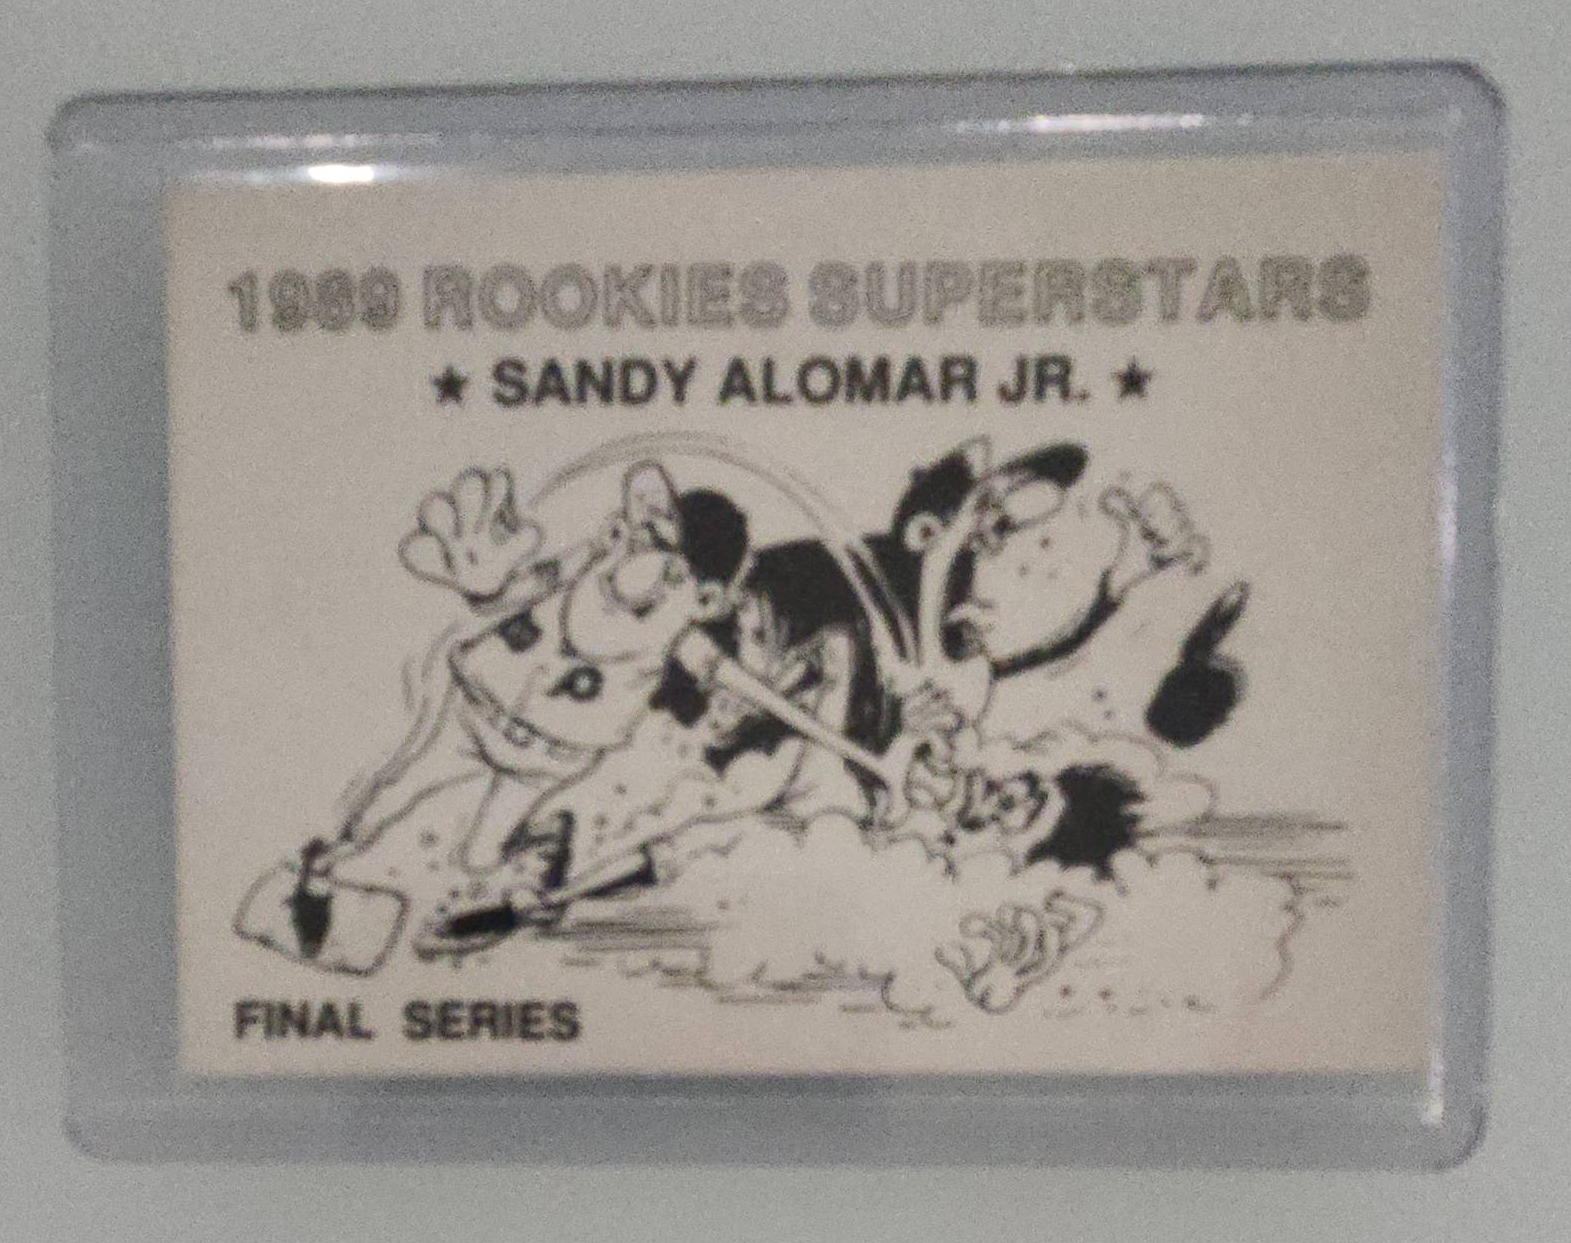 1989 ROOKIES SUPERSTARS
★ SANDY ALOMAR JR. ★
FINAL SERIES